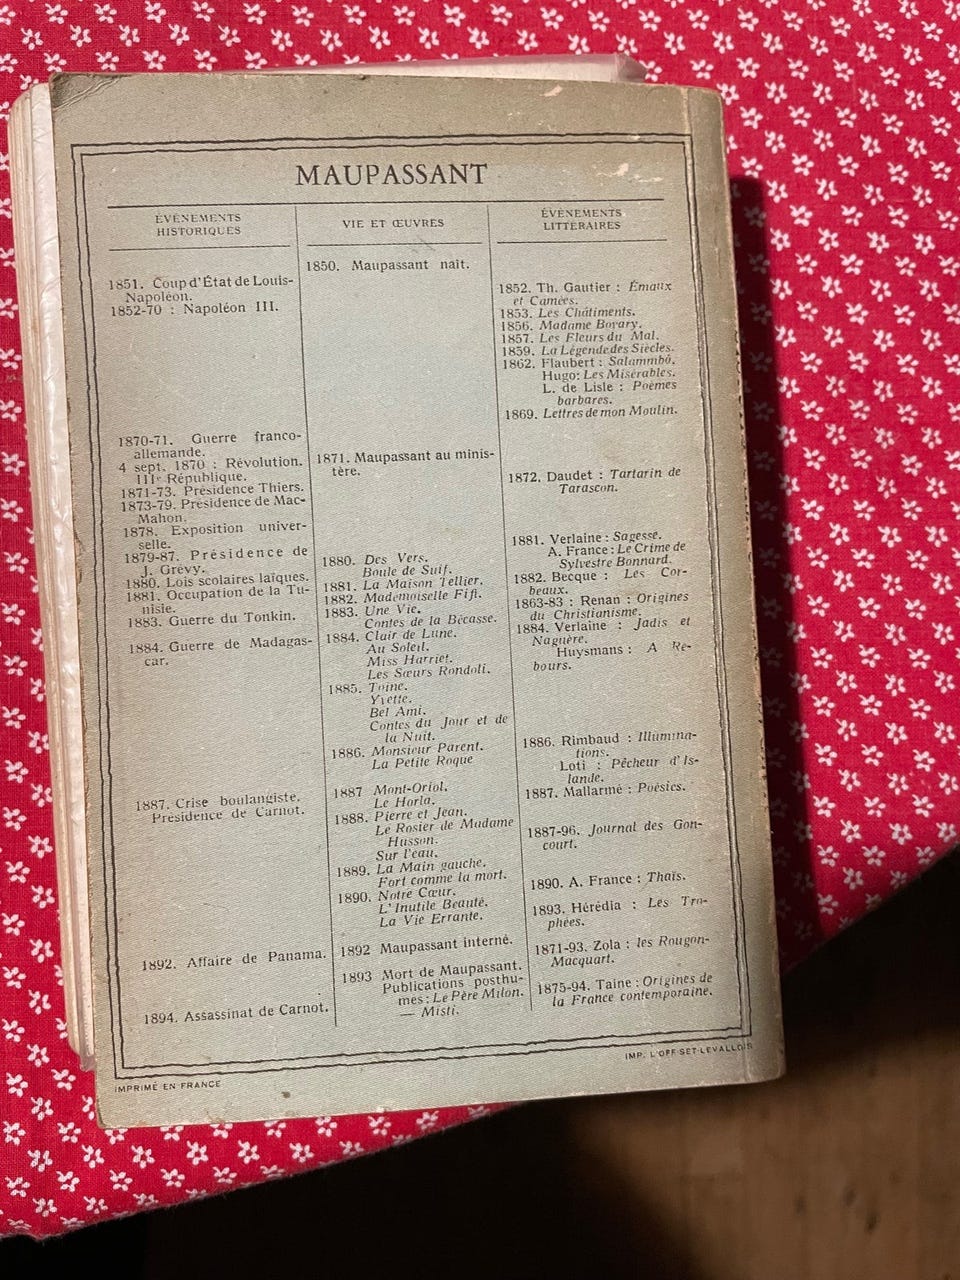 MAUPASSANT
ÉVÈNEMENTS
HISTORIQUES
1851. Coup d'État de Louis-
Napoléon.
1852-70 : Napoléon III.
1870-71. Guerre franco-
allemande.
4 sept. 1870 : Révolution.
IIIe République.
1871-73. Présidence Thiers.
1873-79. Présidence de Mac-
Mahon.
1878. Exposition univer-
selle.
1879-87. Présidence de
J. Grévy.
1880. Lois scolaires laïques.
1881. Occupation de la Tu-
nisie.
1883. Guerre du Tonkin.
1884. Guerre de Madagas-
car.
1887. Crise boulangiste.
Présidence de Carnot.
1892. Affaire de Panama.
1894. Assassinat de Carnot.
VIE ET ŒUVRES
1850. Maupassant naît.
1871. Maupassant au minis-
tère.
1880. Des Vers.
Boule de Suif.
1881. La Maison Tellier.
1882. Mademoiselle Fifi.
1883. Une Vie.
Contes de la Bécasse.
1884. Clair de Lune.
Au Soleil.
Miss Harriet.
Les Sœurs Rondoli.
1885. Toine.
Yvette.
Bel Ami.
Contes du Jour et de
la Nuit.
1886. Monsieur Parent.
La Petite Roque
1887 Mont-Oriol.
Le Horla.
1888. Pierre et Jean.
Le Rosier de Madame
Husson.
Sur l'eau.
1889. La Main gauche.
Fort comme la mort.
1890. Notre Cœur.
L'Inutile Beauté.
La Vie Errante.
1892 Maupassant interné.
1893 Mort de Maupassant.
Publications posthu-
mes : Le Père Milon.
— Misti.
ÉVÈNEMENTS
LITTÉRAIRES
1852. Th. Gautier : Émaux
et Camées.
1853. Les Châtiments.
1856. Madame Bovary.
1857. Les Fleurs du Mal.
1859. La Légende des Siècles.
1862. Flaubert : Salammbô.
Hugo : Les Misérables.
L. de Lisle : Poèmes
barbares.
1869. Lettres de mon Moulin.
1872. Daudet : Tartarin de
Tarascon.
1881. Verlaine : Sagesse.
A. France : Le Crime de
Sylvestre Bonnard.
1882. Becque : Les Cor-
beaux.
1863-83 : Renan : Origines
du Christianisme.
1884. Verlaine : Jadis et
Naguère.
Huysmans : A Re-
bours.
1886. Rimbaud : Illumina-
tions.
Loti : Pêcheur d'Is-
lande.
1887. Mallarmé : Poésies.
1887-96. Journal des Gon-
court.
1890. A. France : Thaïs.
1893. Hérédia : Les Tro-
phées.
1871-93. Zola : les Rougon-
Macquart.
1875-94. Taine : Origines de
la France contemporaine.
IMPRIMÉ EN FRANCE
IMP. L'OFF-SET-LEVALLOIS